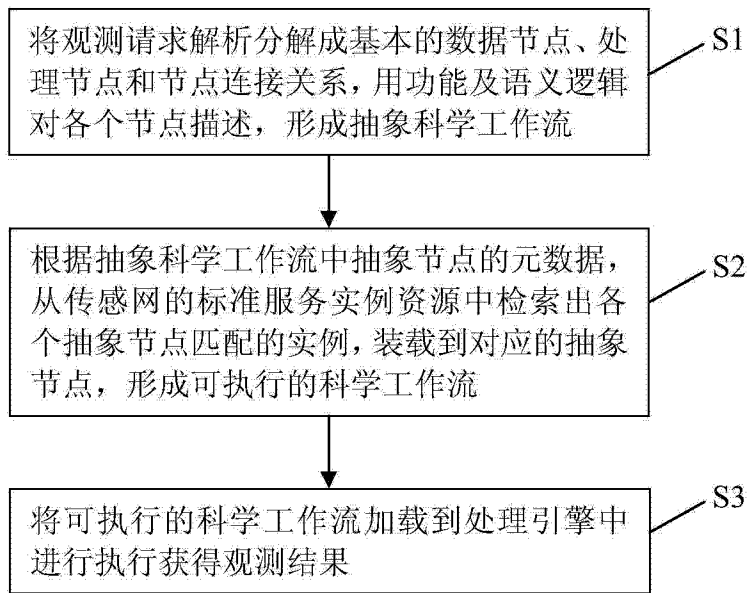 将观测请求解析分解成基本的数据节点、处
理节点和节点连接关系，用功能及语义逻辑
对各个节点描述，形成抽象科学工作流
S1
根据抽象科学工作流中抽象节点的元数据，
从传感网的标准服务实例资源中检索出各
个抽象节点匹配的实例，装载到对应的抽象
节点，形成可执行的科学工作流
S2
将可执行的科学工作流加载到处理引擎中
进行执行获得观测结果
S3